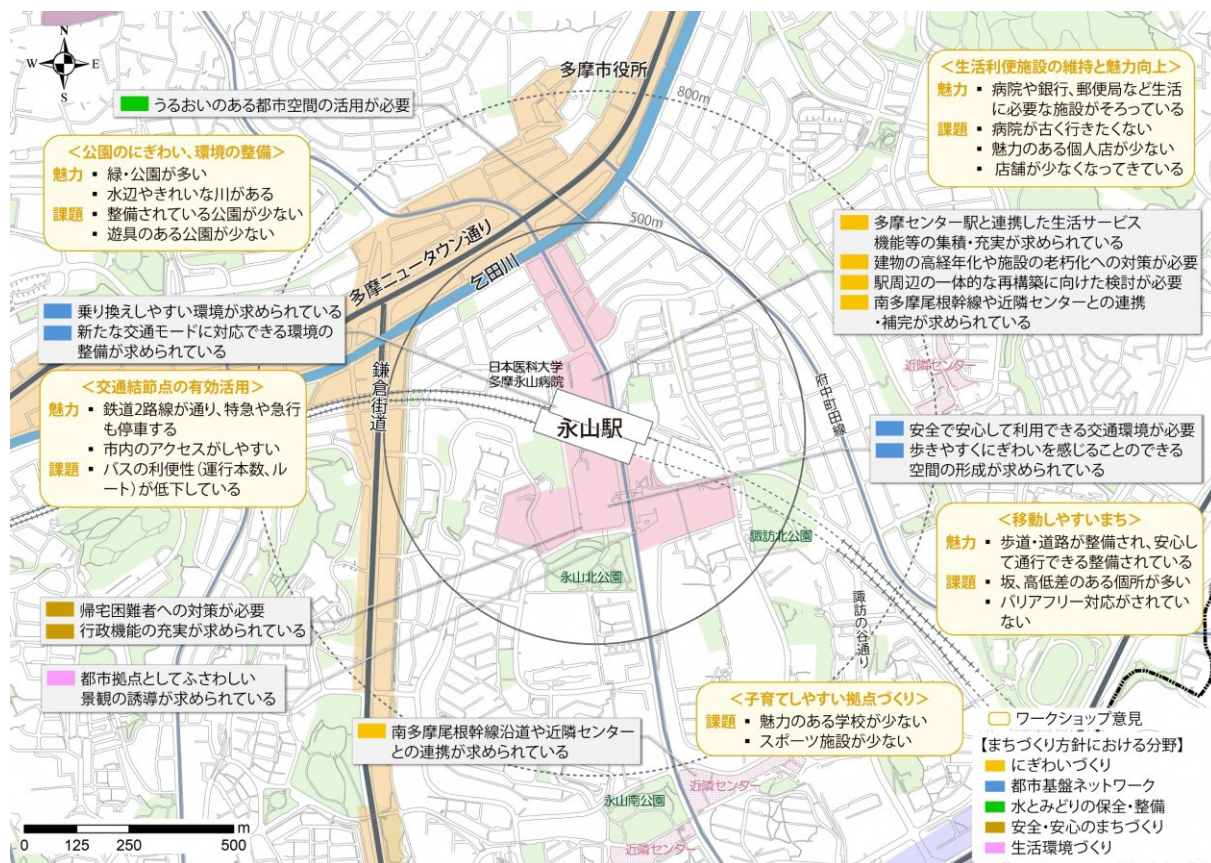 N
W
E
S
多摩市役所
800m
うるおいのある都市空間の活用が必要
<公園のにぎわい、環境の整備>
魅力 ▪ 緑・公園が多い
▪ 水辺やきれいな川がある
課題 ▪ 整備されている公園が少ない
▪ 遊具のある公園が少ない
<生活利便施設の維持と魅力向上>
魅力 ▪ 病院や銀行、郵便局など生活
に必要な施設がそろっている
課題 ▪ 病院が古く行きたくない
▪ 魅力のある個人店が少ない
▪ 店舗が少なくなってきている
500m
多摩ニュータウン通り
乞田川
多摩センター駅と連携した生活サービス
機能等の集積・充実が求められている
建物の高経年化や施設の老朽化への対策が必要
駅周辺の一体的な再構築に向けた検討が必要
南多摩尾根幹線や近隣センターとの連携
・補完が求められている
乗り換えしやすい環境が求められている
新たな交通モードに対応できる環境の
整備が求められている
日本医科大学
多摩永山病院
鎌倉街道
近隣センター
府中町田線
永山駅
<交通結節点の有効活用>
魅力 ▪ 鉄道2路線が通り、特急や急行
も停車する
▪ 市内のアクセスがしやすい
課題 ▪ バスの利便性(運行本数、ル
ート)が低下している
安全で安心して利用できる交通環境が必要
歩きやすくにぎわいを感じることのできる
空間の形成が求められている
諏訪北公園
永山北公園
<移動しやすいまち>
魅力 ▪ 歩道・道路が整備され、安心し
て通行できる整備されている
課題 ▪ 坂、高低差のある個所が多い
▪ バリアフリー対応がされてい
ない
諏訪の谷通り
帰宅困難者への対策が必要
行政機能の充実が求められている
都市拠点としてふさわしい
景観の誘導が求められている
<子育てしやすい拠点づくり>
課題 ▪ 魅力のある学校が少ない
▪ スポーツ施設が少ない
南多摩尾根幹線沿道や近隣センター
との連携が求められている
近隣センター
永山南公園
近隣センター
ワークショップ意見
【まちづくり方針における分野】
にぎわいづくり
都市基盤ネットワーク
水とみどりの保全・整備
安全・安心のまちづくり
生活環境づくり
m
0 125 250 500